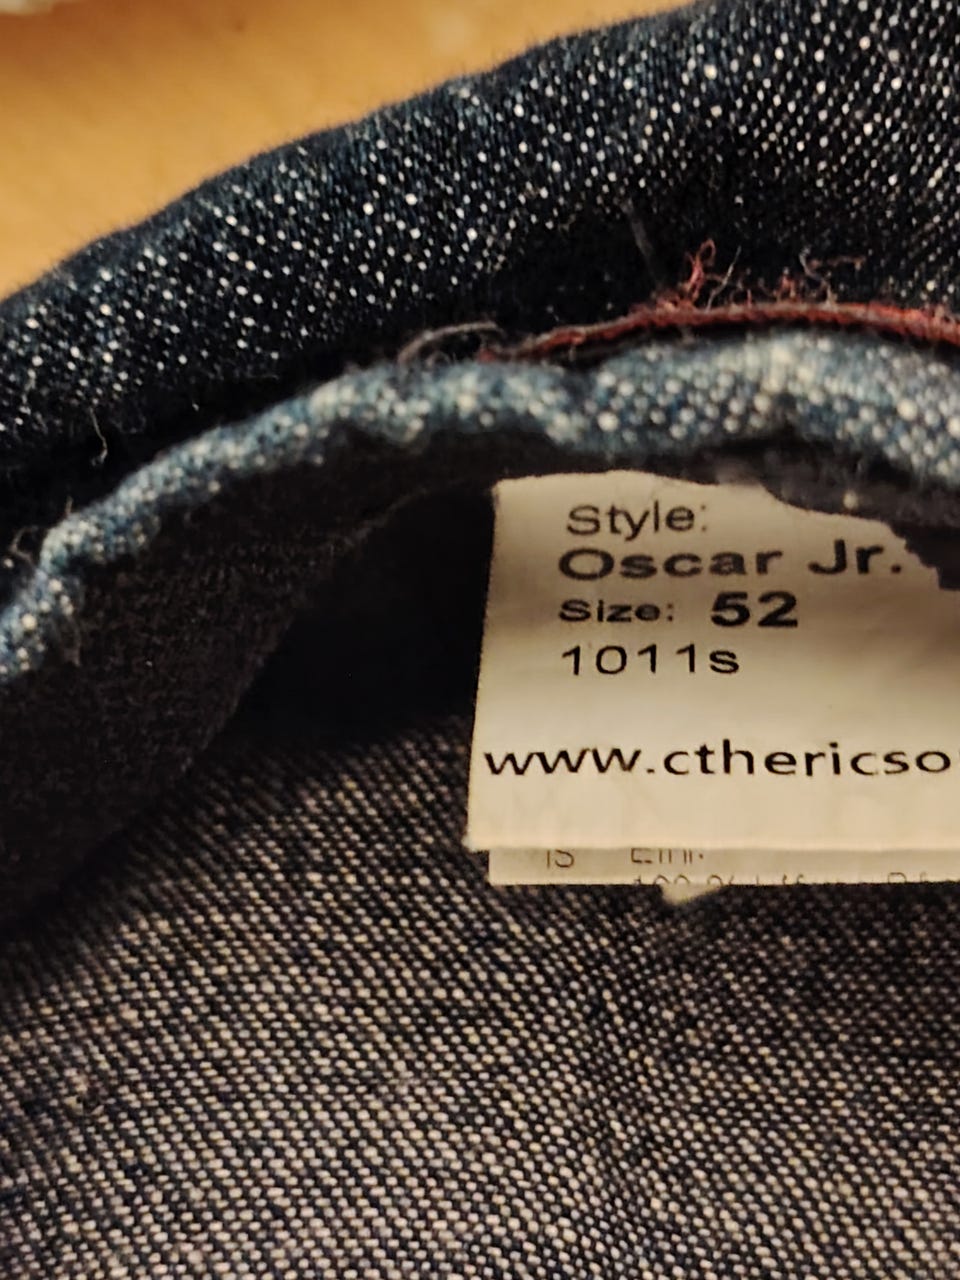 Style:
Oscar Jr.
Size: 52
1011s
www.cthericso